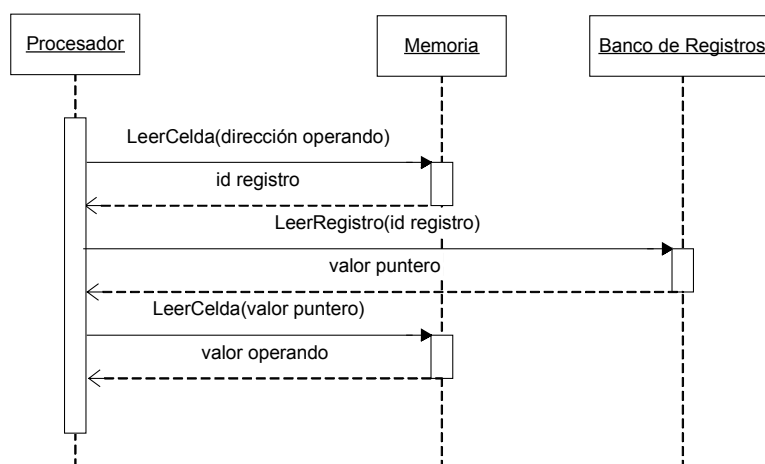 Procesador
Memoria
Banco de Registros
LeerCelda(dirección operando)
id registro
LeerRegistro(id registro)
valor puntero
LeerCelda(valor puntero)
valor operando